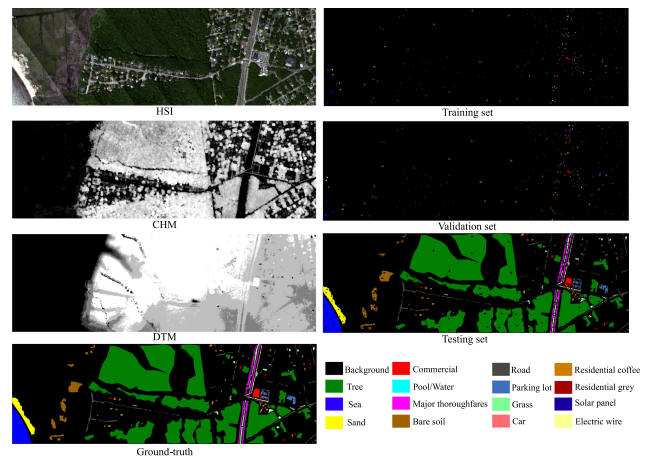 HSI
Training set
CHM
Validation set
DTM
Testing set
Background
Commercial
Road
Residential coffee
Tree
Pool/Water
Parking lot
Residential grey
Sea
Major thoroughfares
Grass
Solar panel
Sand
Bare soil
Car
Electric wire
Ground-truth